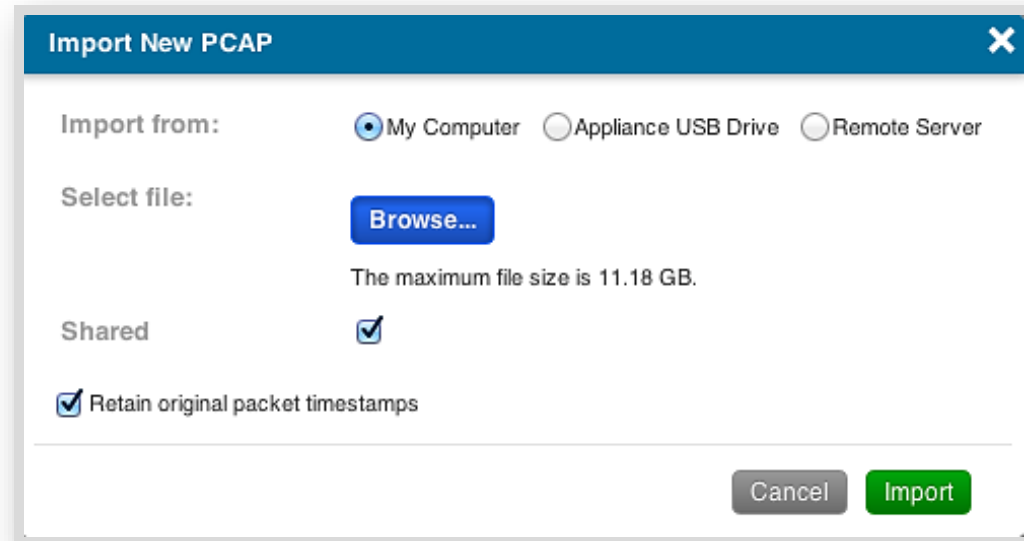 Import New PCAP
Import from: My Computer Appliance USB Drive Remote Server
Select file:
Browse...
The maximum file size is 11.18 GB.
Shared
Retain original packet timestamps
Cancel Import